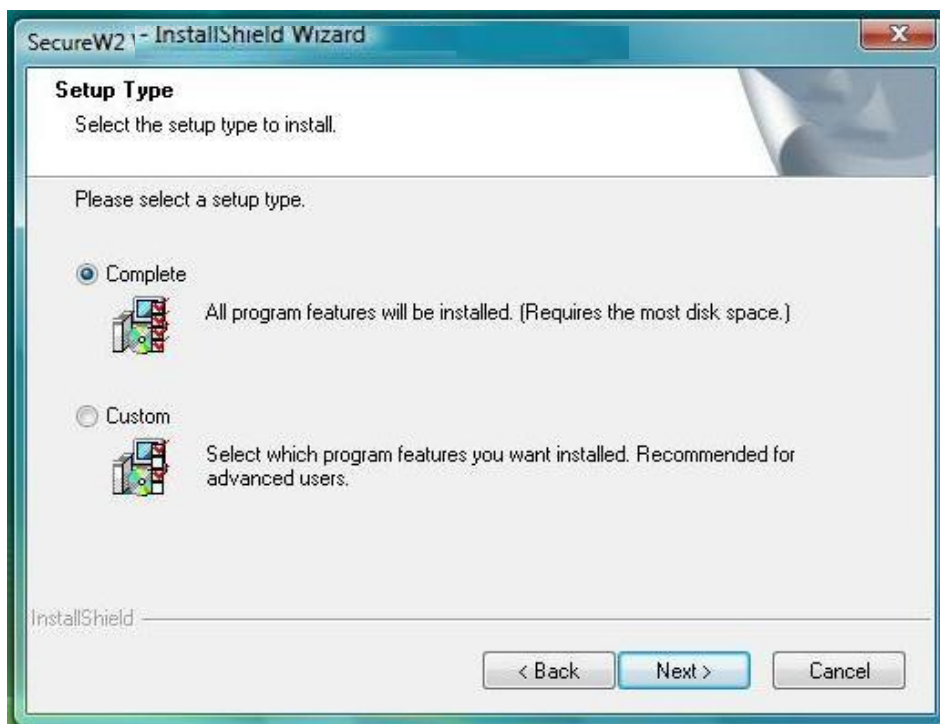 SecureW2 - InstallShield Wizard
Setup Type
Select the setup type to install.
Please select a setup type.
Complete
All program features will be installed. (Requires the most disk space.)
Custom
Select which program features you want installed. Recommended for
advanced users.
InstallShield
< Back Next > Cancel